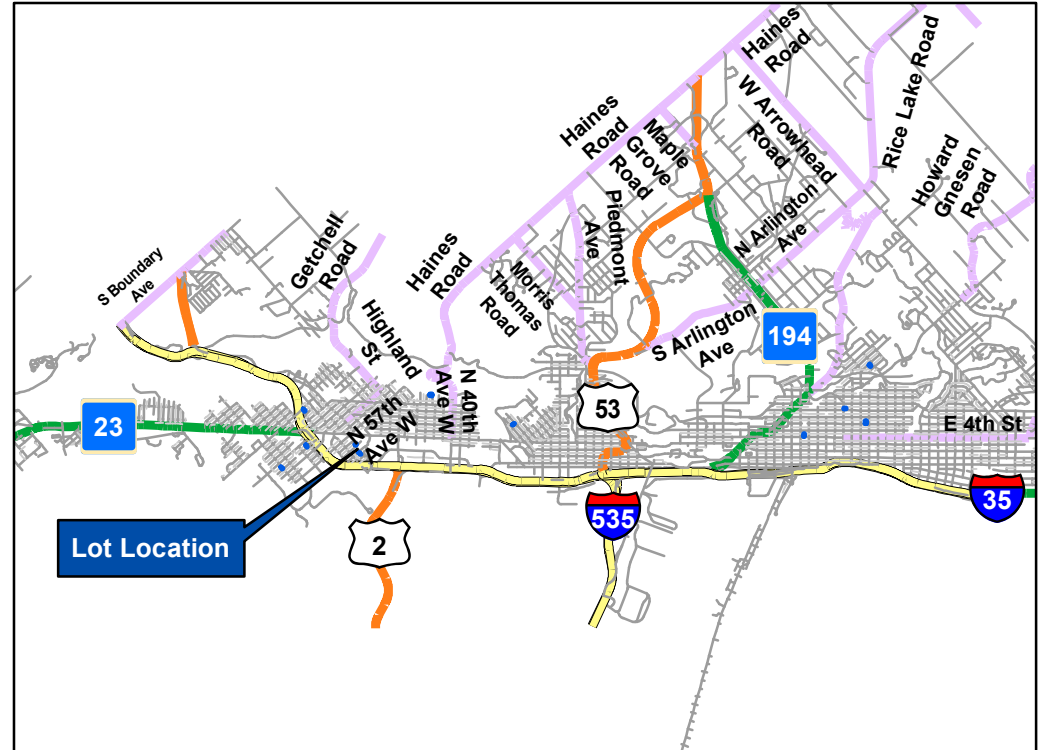 Haines
Road
Rice Lake Road
W Arrowhead
Road
Haines
Road
Maple
Grove
Road
Howard
Gnesen
Road
Piedmont
Ave
N Arlington
Ave
Getchell
Road
S Boundary
Ave
Haines
Road
Morris
Thomas
Road
Highland
St
S Arlington
Ave
194
N 40th
Ave W
53
23
N 57th
Ave W
E 4th St
35
535
2
Lot Location